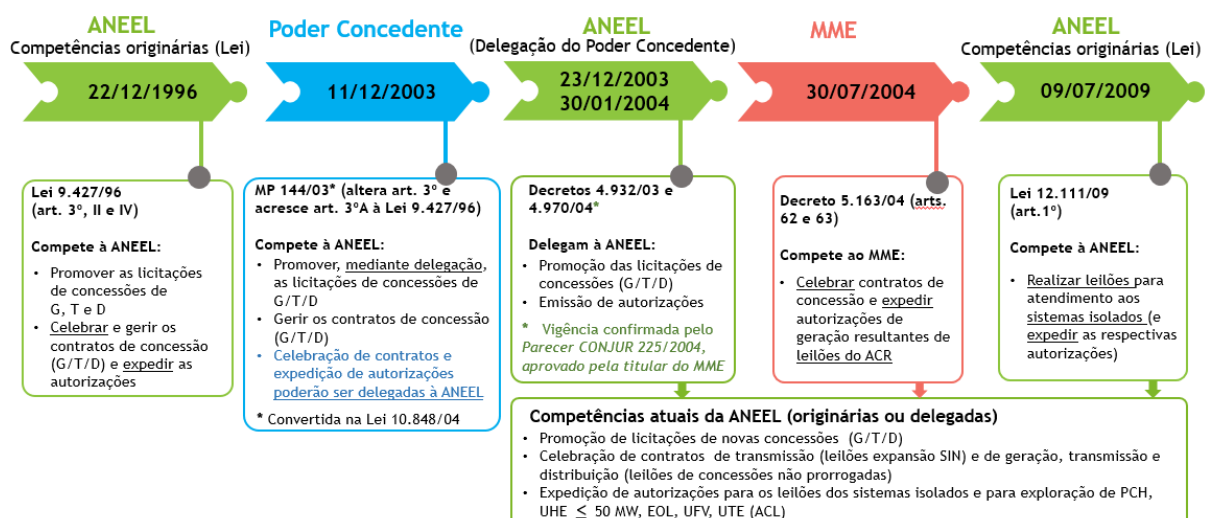 ANEEL
Competências originárias (Lei)
22/12/1996
Lei 9.427/96
(art. 3º, II e IV)
Compete à ANEEL:
• Promover as licitações
de concessões de
G, T e D
• Celebrar e gerir os
contratos de concessão
(G/T/D) e expedir as
autorizações
Poder Concedente
11/12/2003
MP 144/03* (altera art. 3º e
acresce art. 3ºA à Lei 9.427/96)
Compete à ANEEL:
• Promover, mediante delegação,
as licitações de concessões de
G/T/D
• Gerir os contratos de concessão
(G/T/D)
• Celebração de contratos e
expedição de autorizações
poderão ser delegadas à ANEEL
* Convertida na Lei 10.848/04
ANEEL
(Delegação do Poder Concedente)
23/12/2003
30/01/2004
Decretos 4.932/03 e
4.970/04*
Delegam à ANEEL:
• Promoção das licitações de
concessões (G/T/D)
• Emissão de autorizações
* Vigência confirmada pelo
Parecer CONJUR 225/2004,
aprovado pela titular do MME
MME
30/07/2004
Decreto 5.163/04 (arts.
62 e 63)
Compete ao MME:
• Celebrar contratos de
concessão e expedir
autorizações de
geração resultantes de
leilões do ACR
ANEEL
Competências originárias (Lei)
09/07/2009
Lei 12.111/09
(art.1º)
Compete à ANEEL:
• Realizar leilões para
atendimento aos
sistemas isolados (e
expedir as respectivas
autorizações)
Competências atuais da ANEEL (originárias ou delegadas)
• Promoção de licitações de novas concessões (G/T/D)
• Celebração de contratos de transmissão (leilões expansão SIN) e de geração, transmissão e
distribuição (leilões de concessões não prorrogadas)
• Expedição de autorizações para os leilões dos sistemas isolados e para exploração de PCH,
UHE ≤ 50 MW, EOL, UFV, UTE (ACL)